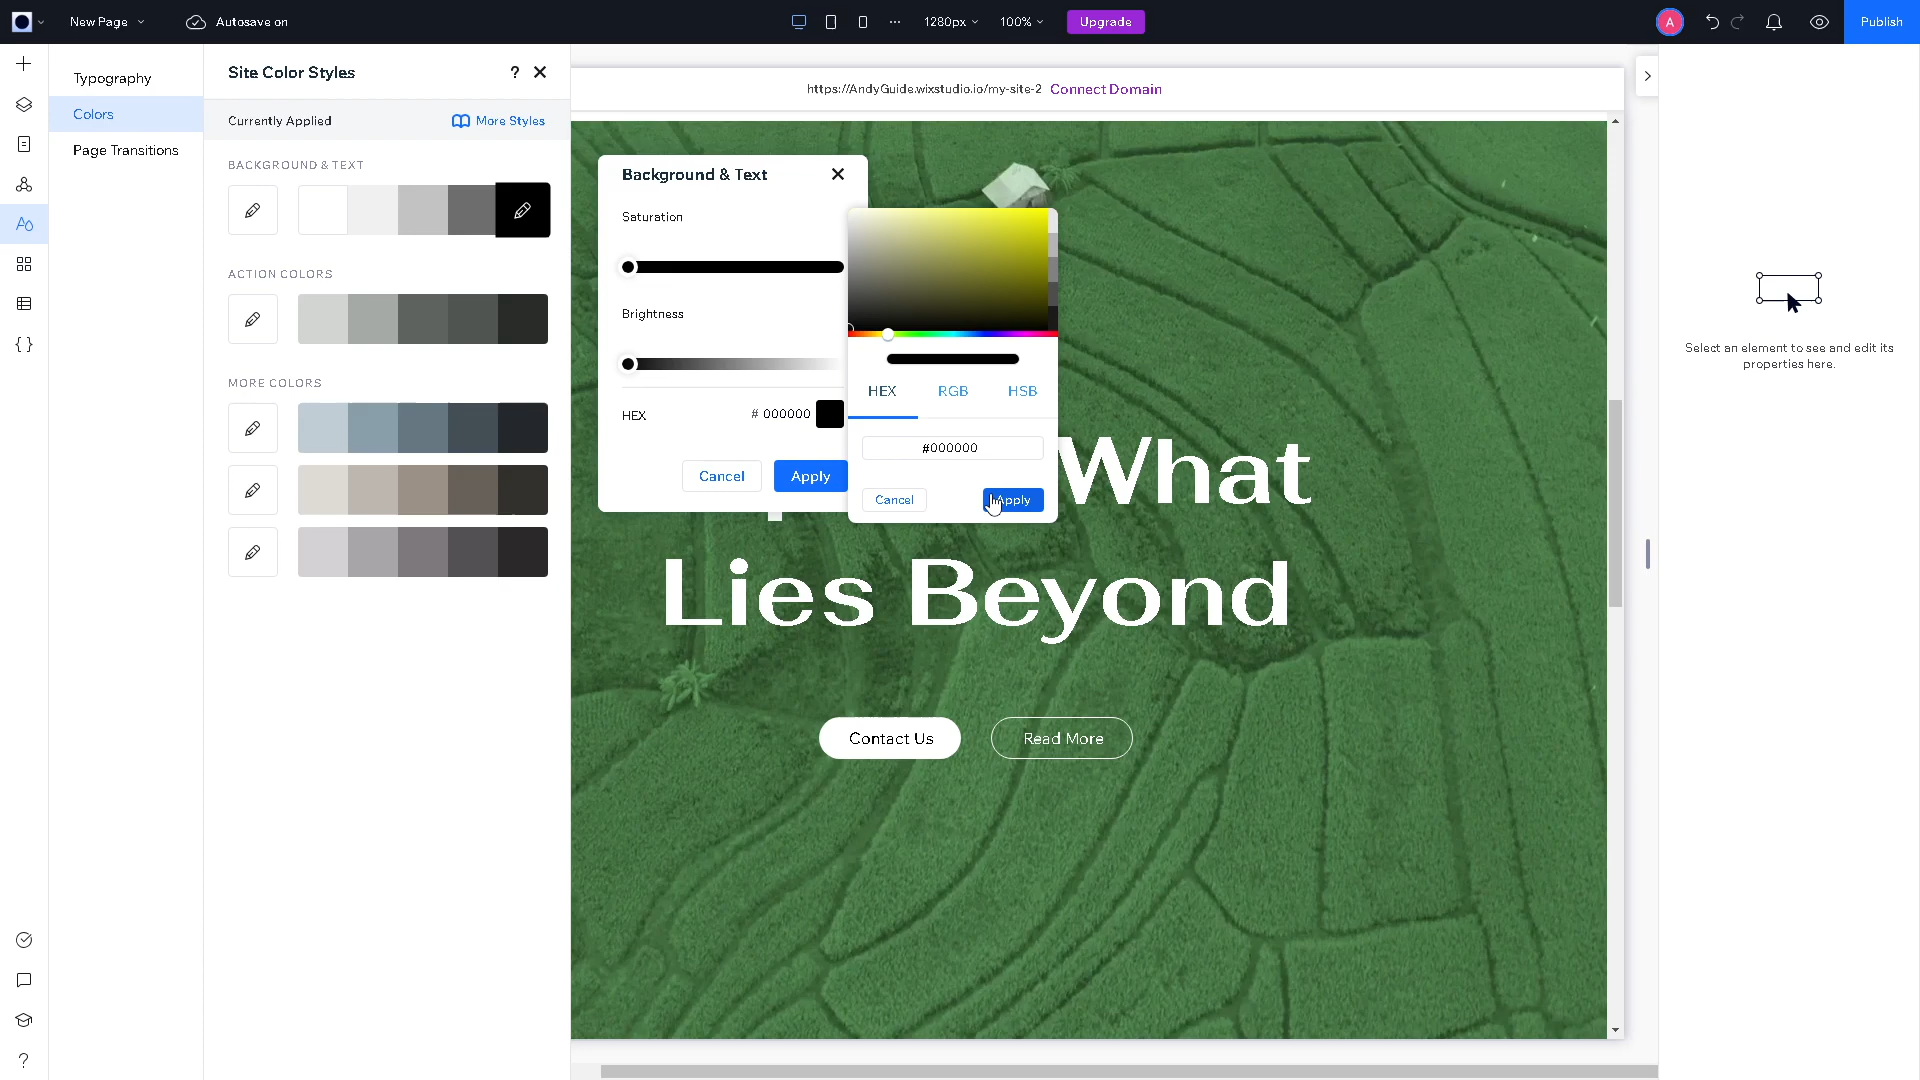 New Page
Autosave on
1280px
100%
Upgrade
A
Publish
Typography
Colors
Page Transitions
Site Color Styles
?
Currently Applied
More Styles
BACKGROUND & TEXT
ACTION COLORS
MORE COLORS
https://AndyGuide.wixstudio.io/my-site-2 Connect Domain
Background & Text
Saturation
Brightness
HEX
# 000000
Cancel
Apply
HEX
RGB
HSB
#000000
Cancel
Apply
What
Lies Beyond
Contact Us
Read More
Select an element to see and edit its
properties here.